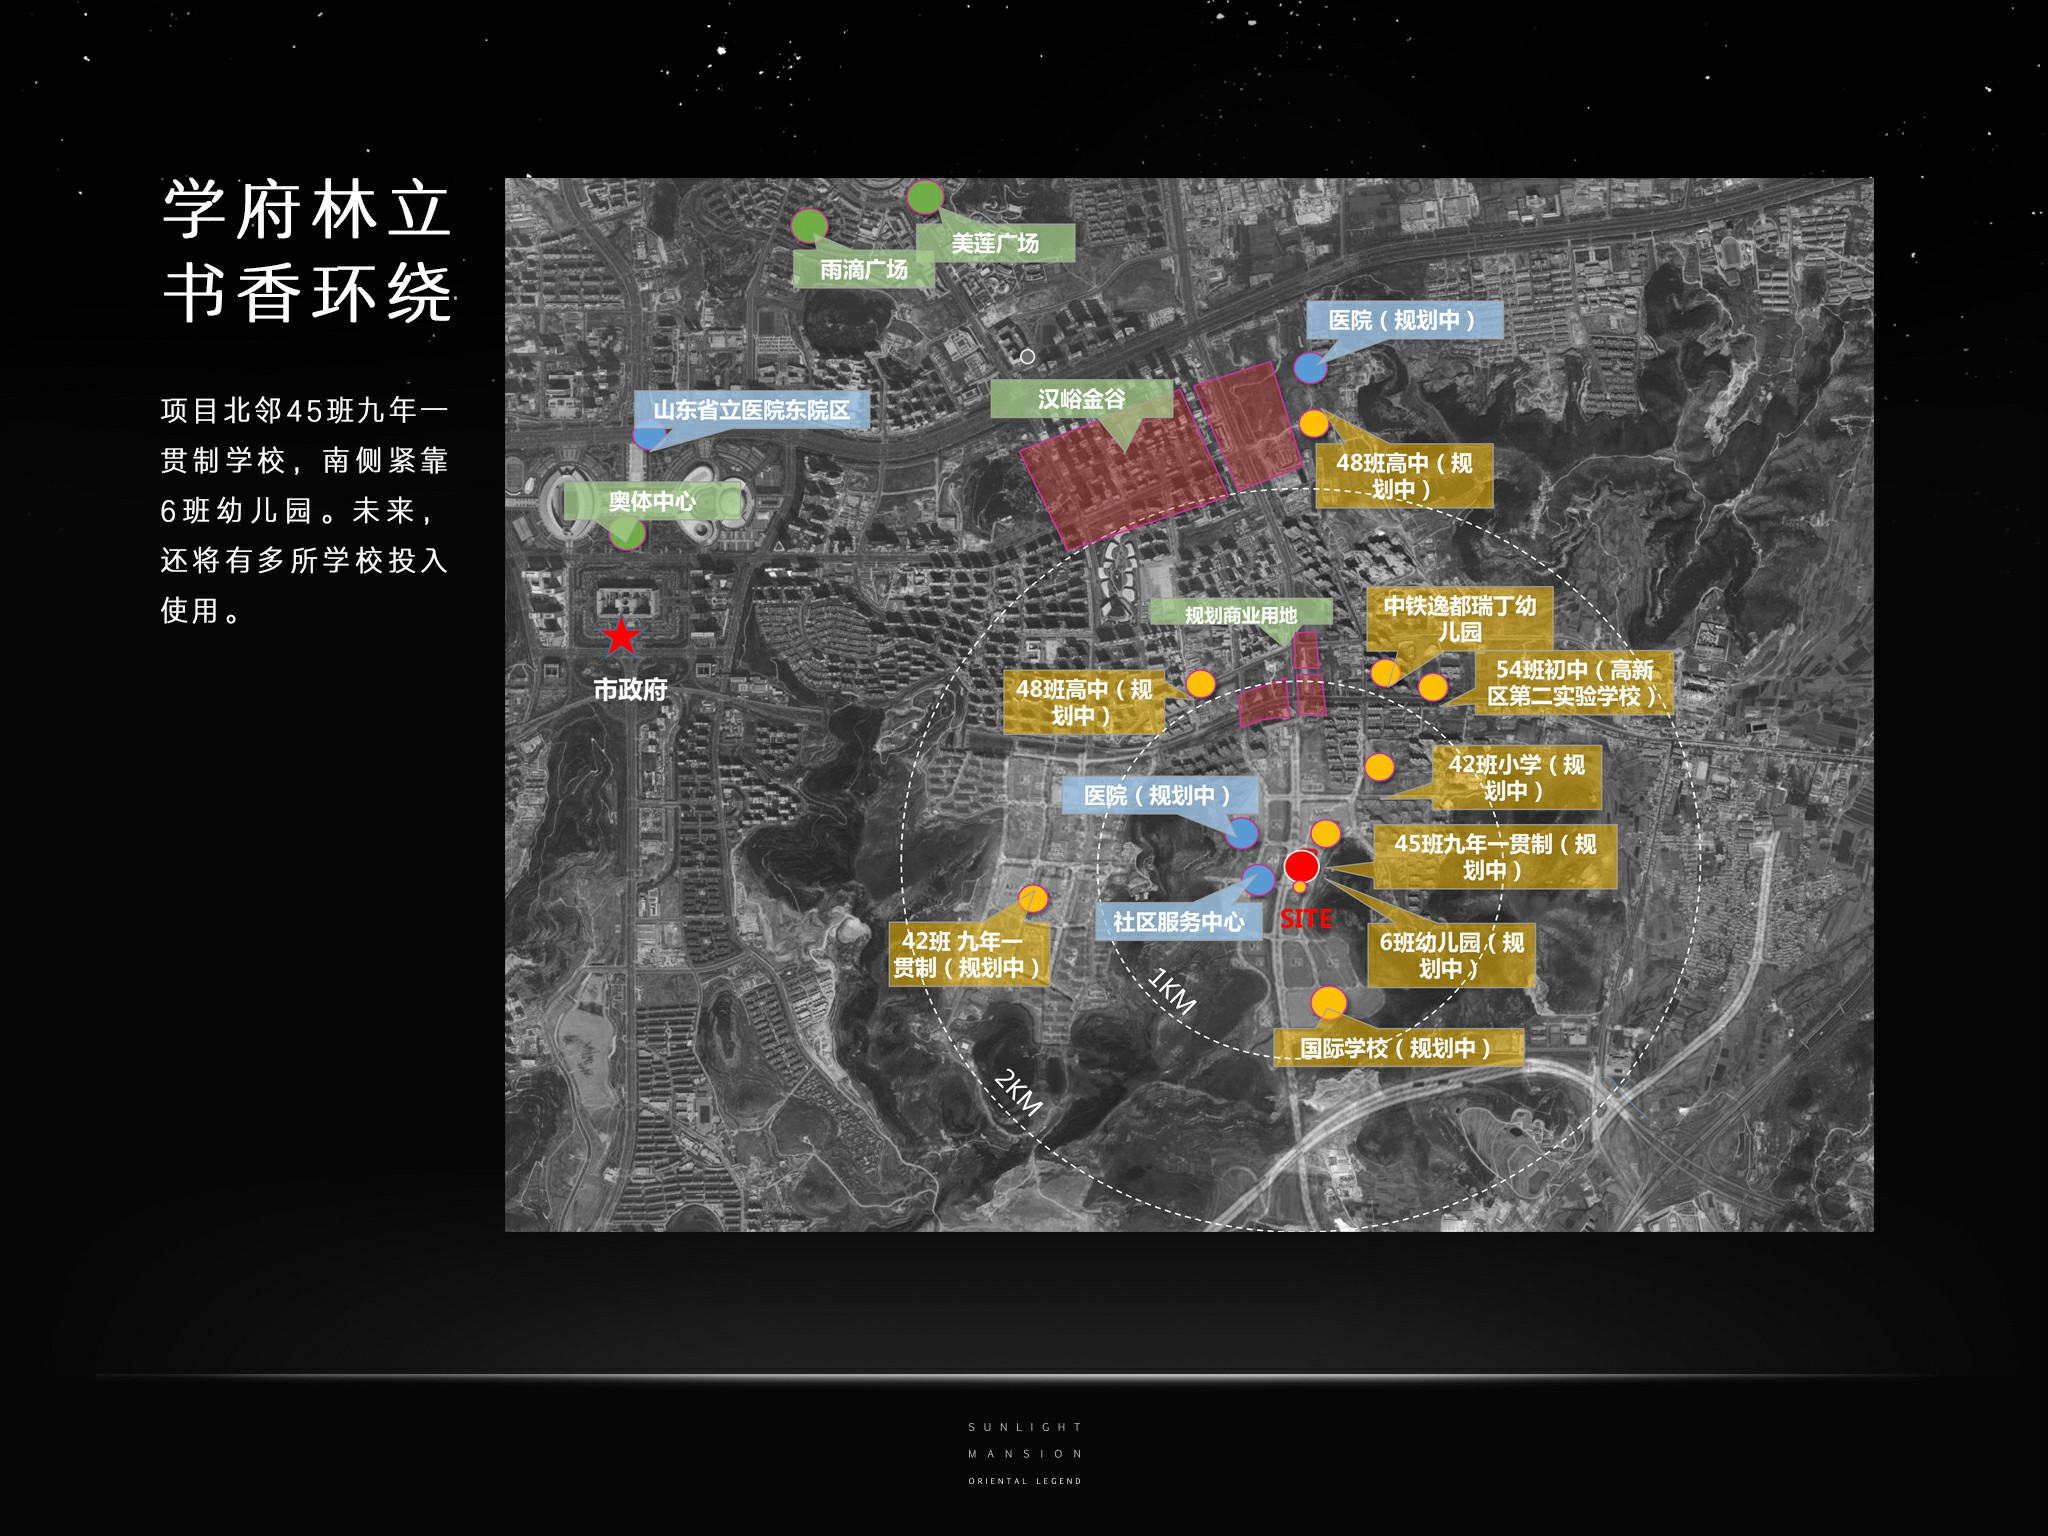 学府林立
书香环绕
项目北邻45班九年一
贯制学校，南侧紧靠
6班幼儿园。未来，
还将有多所学校投入
使用。
美莲广场
雨滴广场
医院（规划中）
汉峪金谷
山东省立医院东院区
48班高中（规
划中）
奥体中心
中铁逸都瑞丁幼
儿园
规划商业用地
54班初中（高新
区第二实验学校）
48班高中（规
划中）
市政府
42班小学（规
划中）
医院（规划中）
45班九年一贯制（规
划中）
社区服务中心
SITE
42班 九年一
贯制（规划中）
6班幼儿园（规
划中）
1KM
国际学校（规划中）
2KM
SUNLIGHT
MANSION
ORIENTAL LEGEND